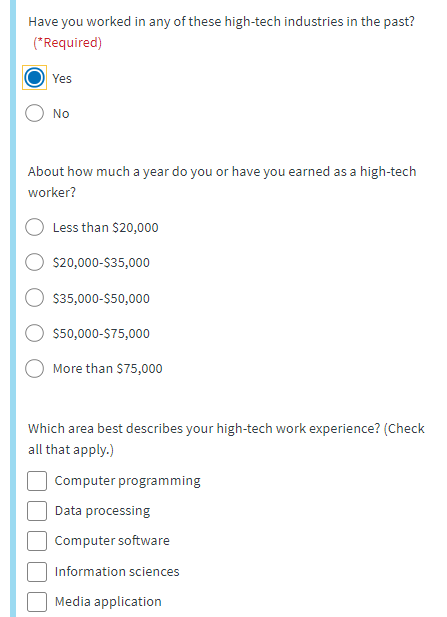 Have you worked in any of these high-tech industries in the past?
(*Required)
Yes
No
About how much a year do you or have you earned as a high-tech
worker?
Less than $20,000
$20,000-$35,000
$35,000-$50,000
$50,000-$75,000
More than $75,000
Which area best describes your high-tech work experience? (Check
all that apply.)
Computer programming
Data processing
Computer software
Information sciences
Media application